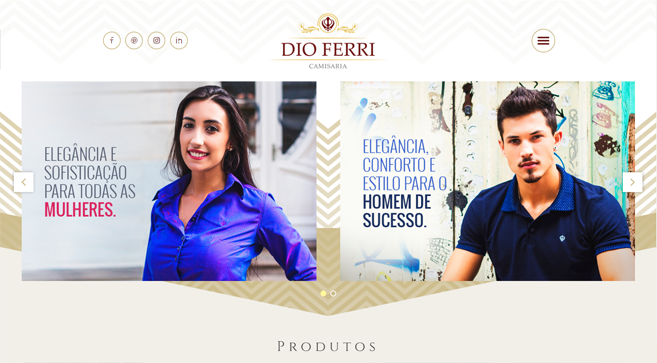 DIO FERRI
CAMISARIA
ELEGÂNCIA E
SOFISTICAÇÃO
PARA TODAS AS
MULHERES.
ELEGÂNCIA,
CONFORTO E
ESTILO PARA O
HOMEM DE
SUCESSO.
PRODUTOS